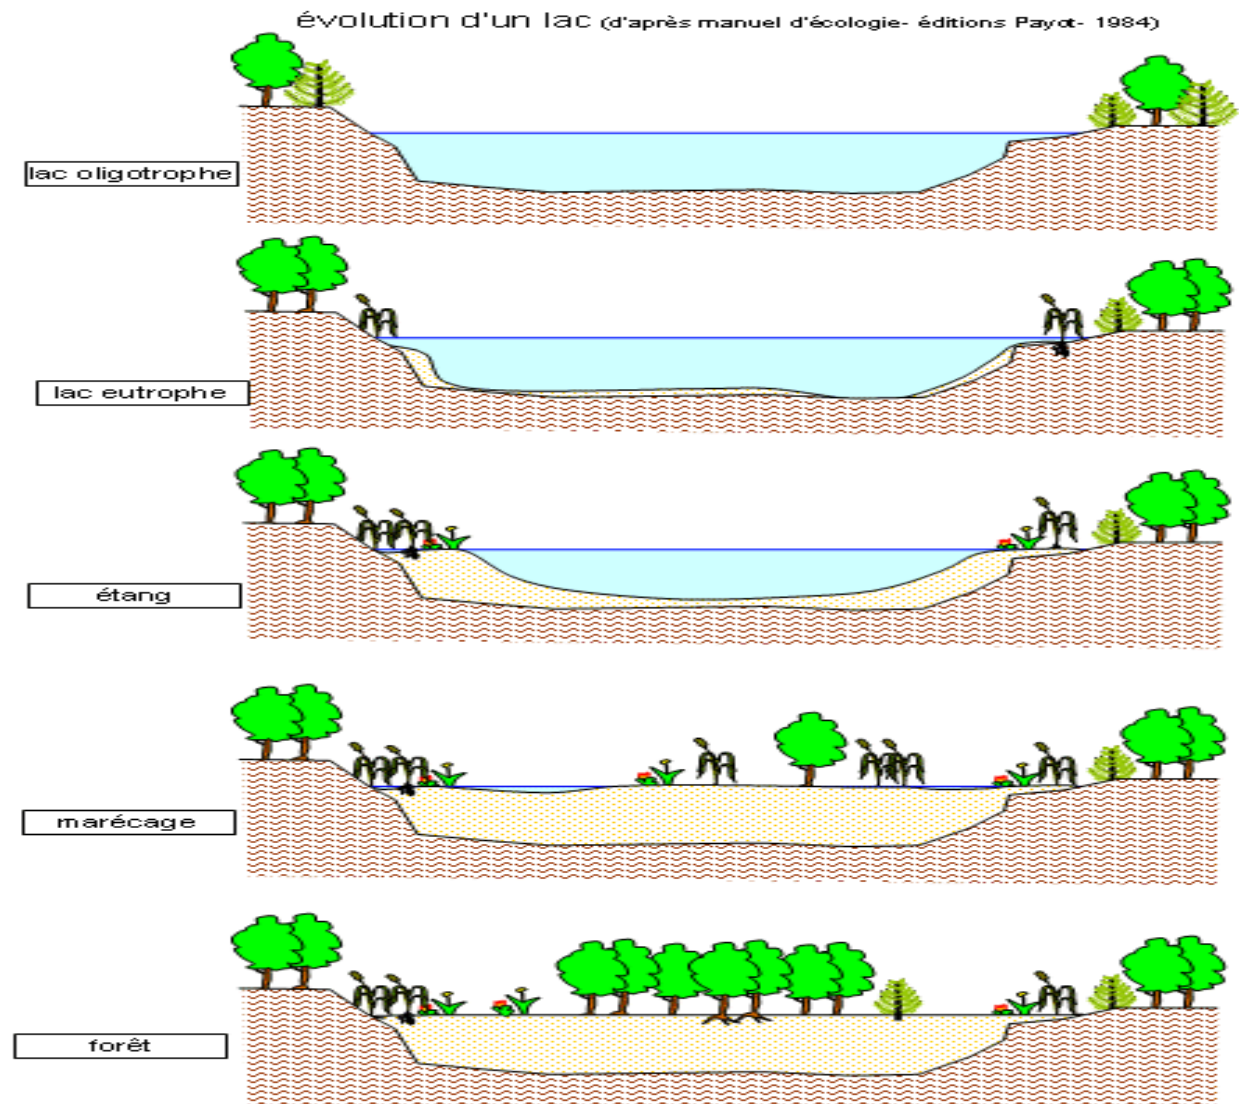 évolution d'un lac (d'après manuel d'écologie- éditions Payot- 1984)
lac oligotrophe
lac eutrophe
étang
marécage
forêt